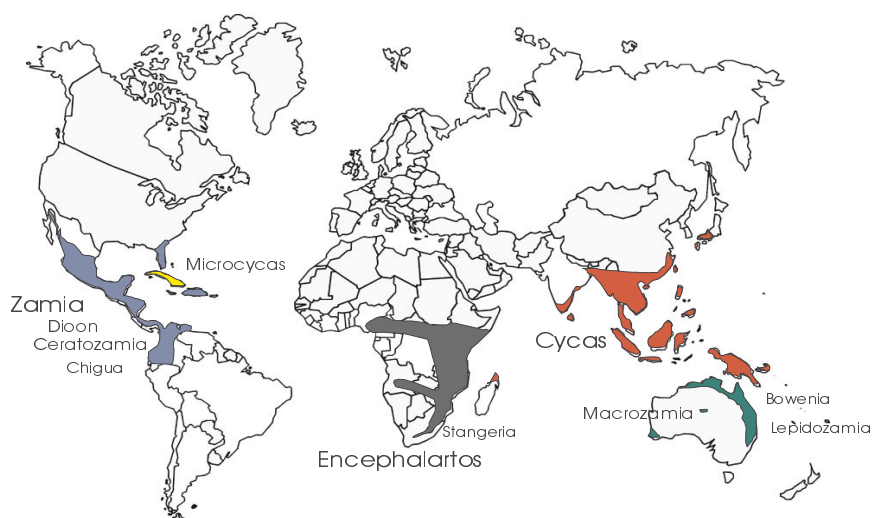 Microcycas
Zamia
Dioon
Ceratozamia
Chigua
Cycas
Bowenia
Macrozamia
Lepidozamia
Stangeria
Encephalartos